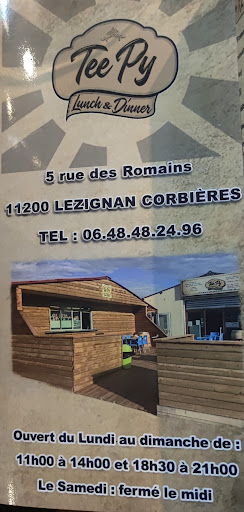 Tee Py
Lunch & Dinner
5 rue des Romains
11200 LEZIGNAN CORBIÈRES
TEL : 06.48.48.24.96
Ouvert du Lundi au dimanche de :
11h00 à 14h00 et 18h30 à 21h00
Le Samedi : fermé le midi